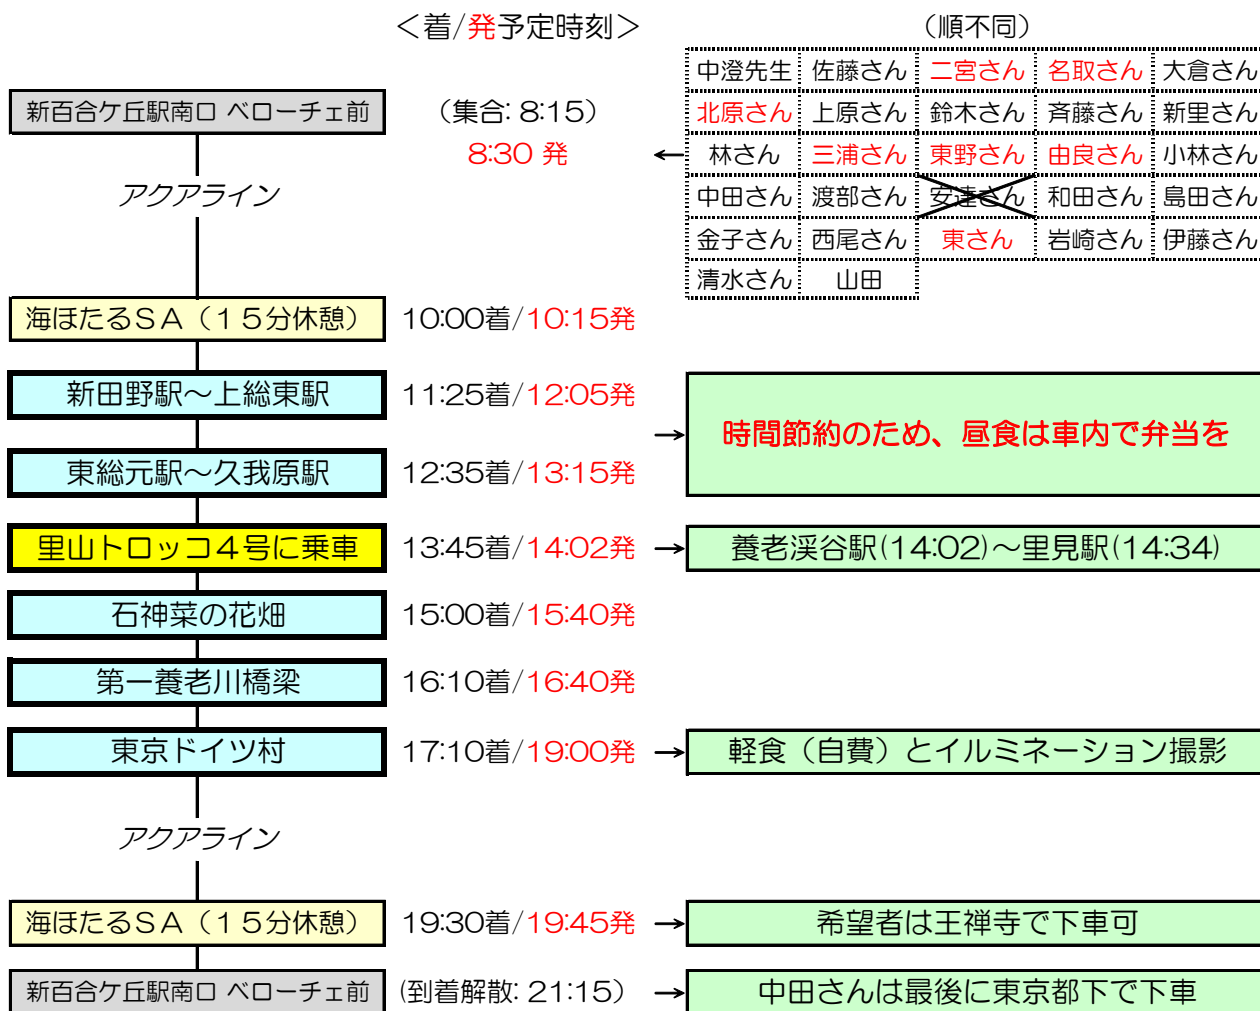 ＜着/発予定時刻＞
（順不同）
中澄先生 佐藤さん 二宮さん 名取さん 大倉さん
北原さん 上原さん 鈴木さん 斉藤さん 新里さん
林さん 三浦さん 東野さん 由良さん 小林さん
中田さん 渡部さん 安達さん 和田さん 島田さん
金子さん 西尾さん 東さん 岩崎さん 伊藤さん
清水さん 山田
新百合ケ丘駅南口 ベローチェ前
（集合: 8:15）
8:30 発
アクアライン
海ほたるＳＡ（１５分休憩） 10:00着/10:15発
新田野駅～上総東駅 11:25着/12:05発
時間節約のため、昼食は車内で弁当を
東総元駅～久我原駅 12:35着/13:15発
里山トロッコ４号に乗車 13:45着/14:02発 養老渓谷駅(14:02)～里見駅(14:34)
石神菜の花畑 15:00着/15:40発
第一養老川橋梁 16:10着/16:40発
東京ドイツ村 17:10着/19:00発 軽食（自費）とイルミネーション撮影
アクアライン
海ほたるＳＡ（１５分休憩） 19:30着/19:45発 希望者は王禅寺で下車可
新百合ケ丘駅南口 ベローチェ前 (到着解散: 21:15） 中田さんは最後に東京都下で下車